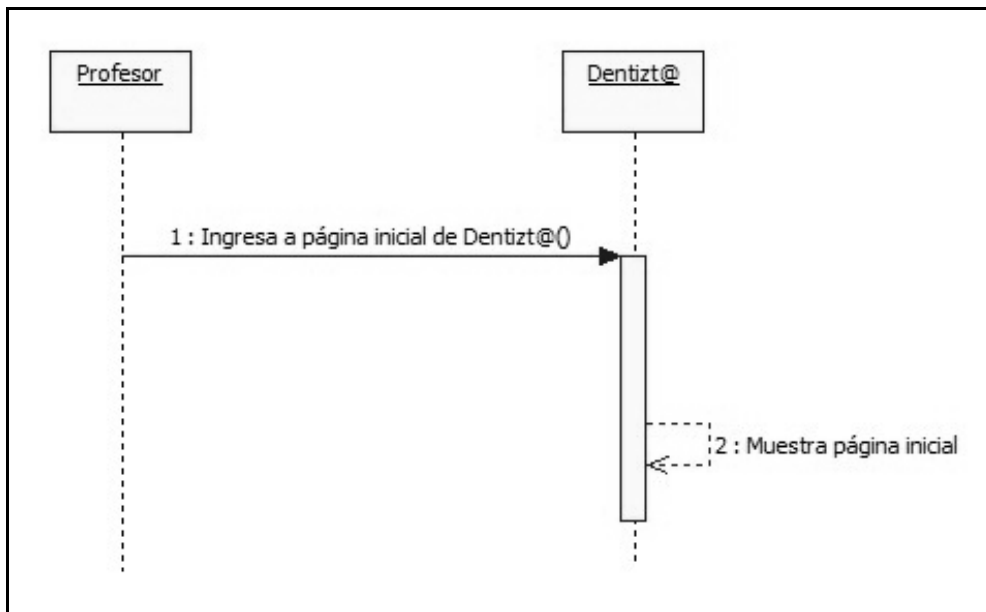 Profesor
Dentizt@
1 : Ingresa a página inicial de Dentizt@()
2 : Muestra página inicial